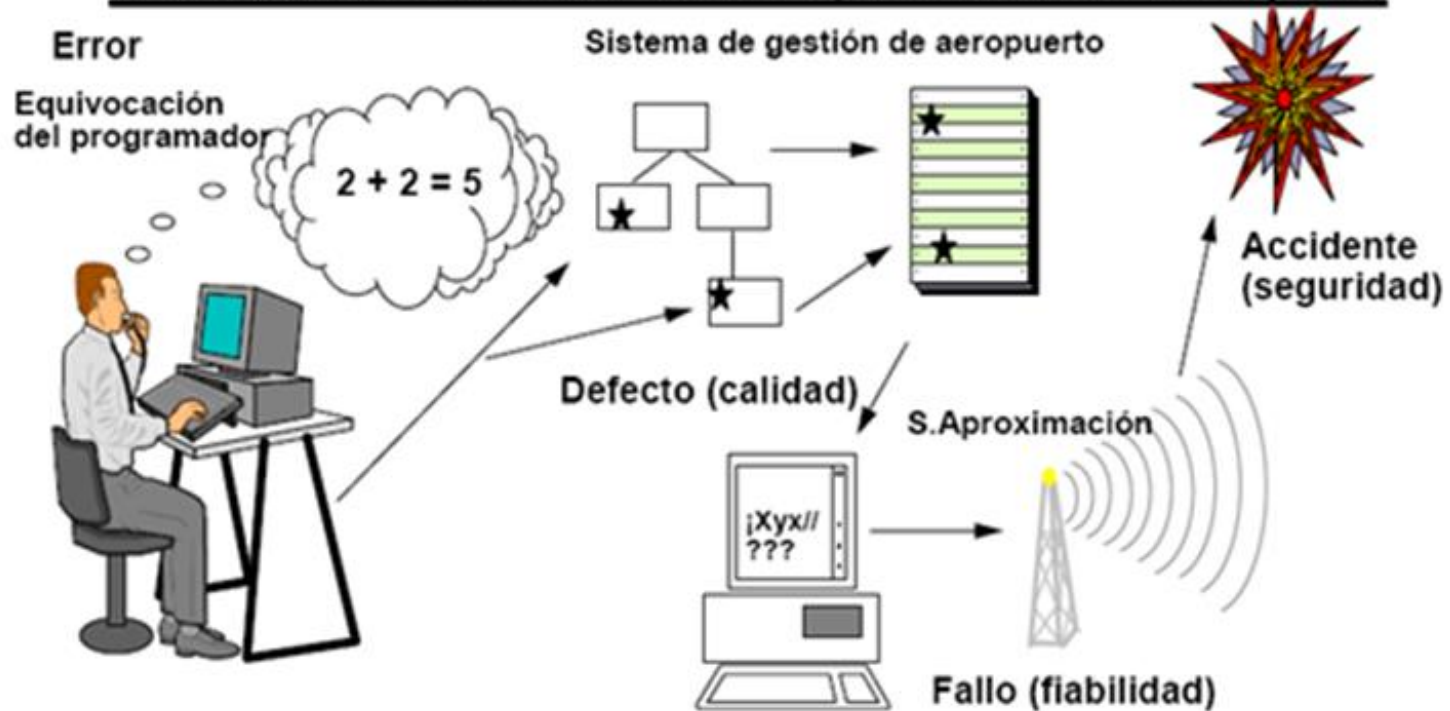 Error
Sistema de gestión de aeropuerto
Equivocación
del programador
2 + 2 = 5
Accidente
(seguridad)
Defecto (calidad)
S.Aproximación
¡Xyx//
???
Fallo (fiabilidad)